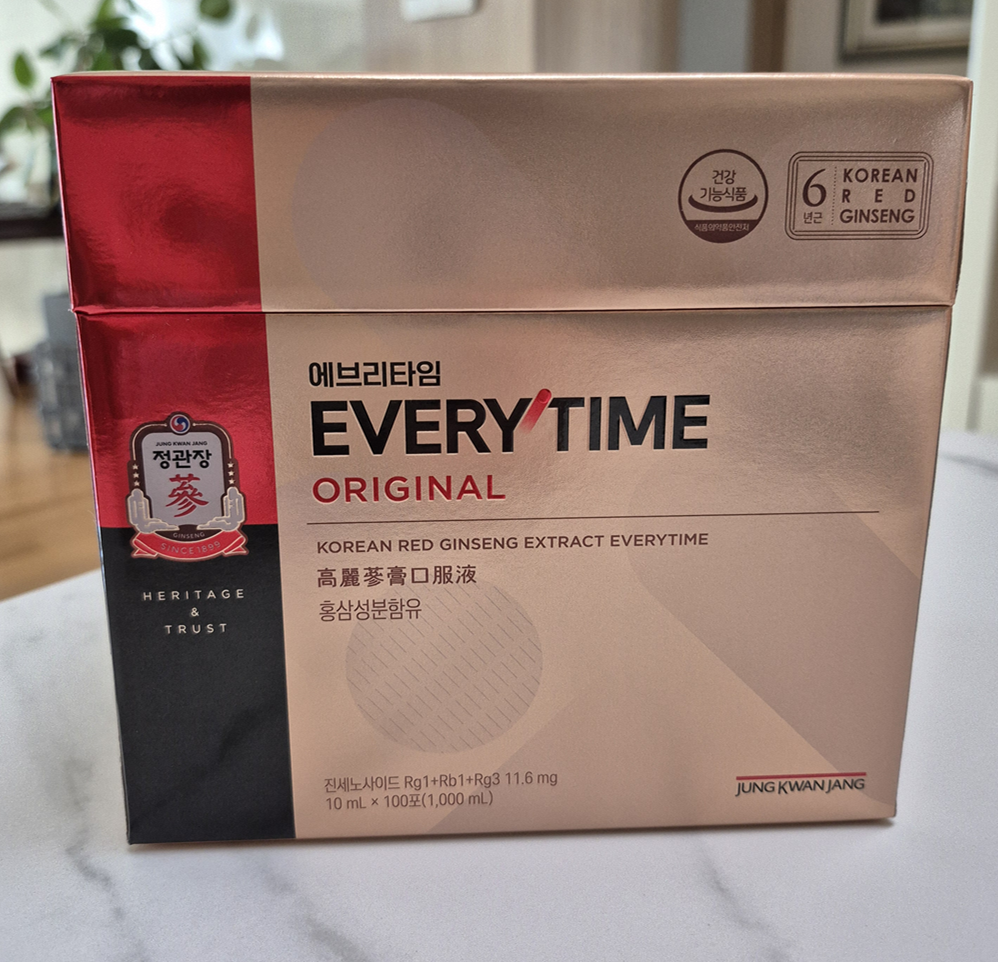 건강
기능식품
식품의약품안전처
6
년근
KOREAN
RED
GINSENG
에브리타임
EVERY'TIME
ORIGINAL
KOREAN RED GINSENG EXTRACT EVERYTIME
高麗蔘膏口服液
홍삼성분함유
JUNG KWAN JANG
정관장
蔘
GINSENG
SINCE 1899
HERITAGE
&
TRUST
진세노사이드 Rg1+Rb1+Rg3 11.6 mg
10 mL × 100포(1,000 mL)
JUNG KWAN JANG